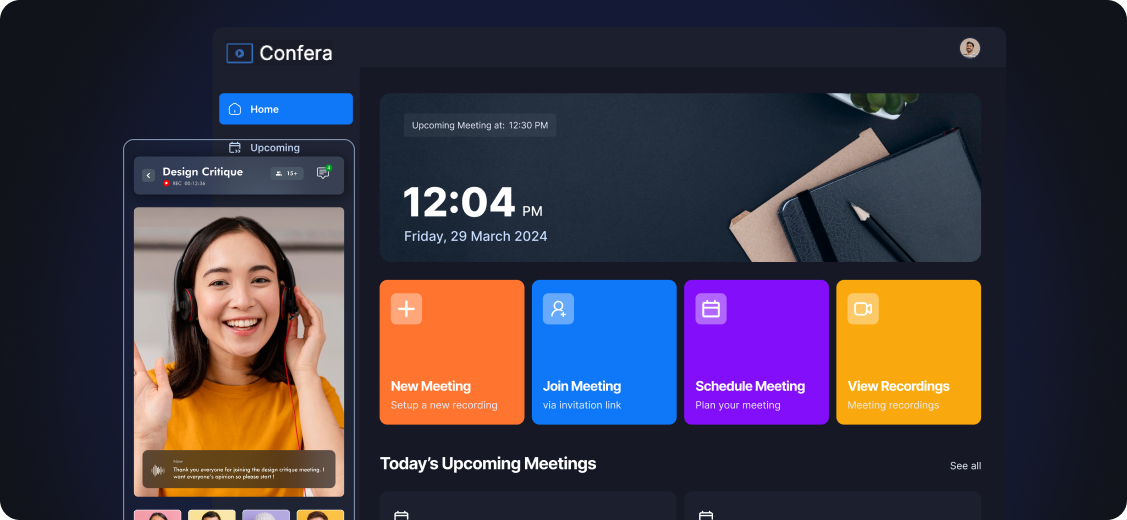 Confera
Home
Upcoming
Design Critique
REC 00:12:36
15+
Thank you everyone for joining the design critique meeting. I
want everyone's opinion so please start !
Upcoming Meeting at: 12:30 PM
12:04 PM
Friday, 29 March 2024
New Meeting
Setup a new recording
Join Meeting
via invitation link
Schedule Meeting
Plan your meeting
View Recordings
Meeting recordings
Today's Upcoming Meetings
See all